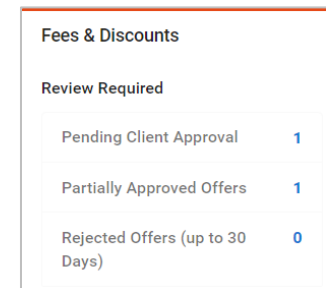 Fees & Discounts
Review Required
Pending Client Approval 1
Partially Approved Offers 1
Rejected Offers (up to 30 0
Days)